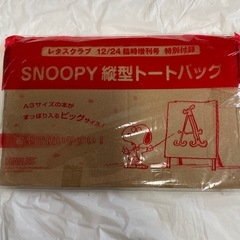 レタスクラブ 12/24 臨時増刊号 特別付録
SNOOPY 縦型トートバッグ
A3サイズの本が
すっぽり入るビッグサイズ!
A